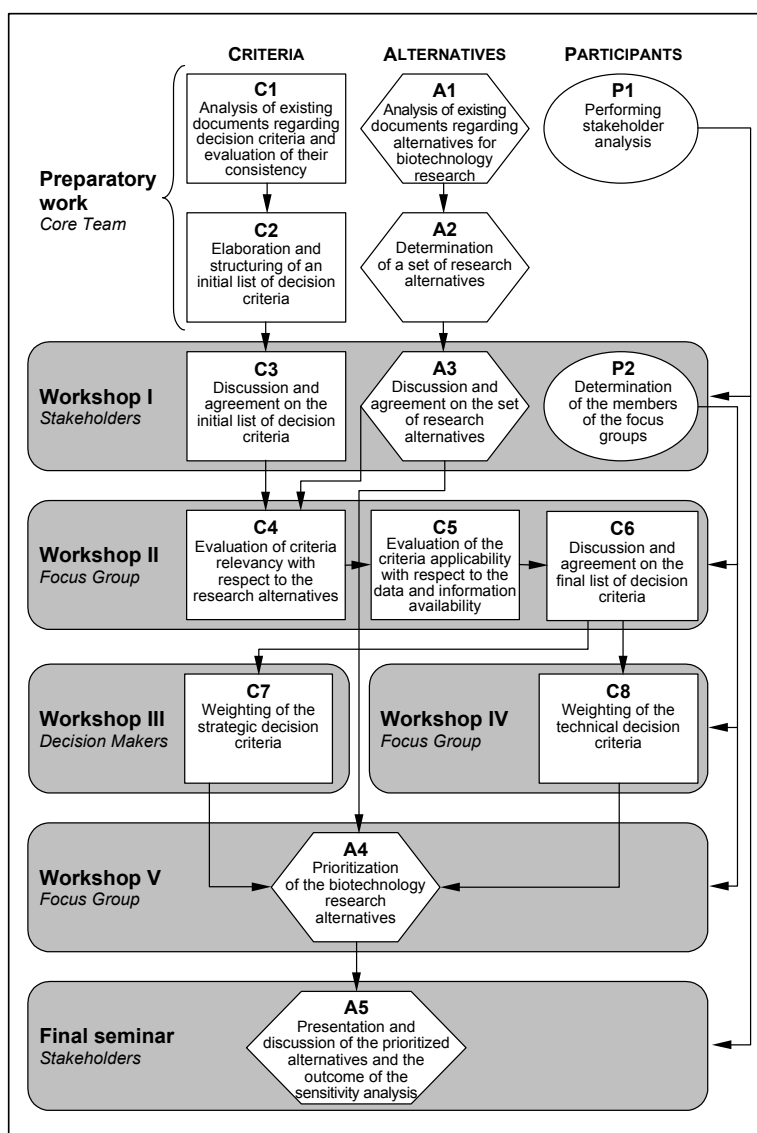 CRITERIA
ALTERNATIVES
PARTICIPANTS
Preparatory
work
Core Team
C1
Analysis of existing
documents regarding
decision criteria and
evaluation of their
consistency
A1
Analysis of existing
documents regarding
alternatives for
biotechnology
research
P1
Performing
stakeholder
analysis
C2
Elaboration and
structuring of an
initial list of decision
criteria
A2
Determination
of a set of research
alternatives
Workshop I
Stakeholders
C3
Discussion and
agreement on the
initial list of decision
criteria
A3
Discussion and
agreement on the set
of research
alternatives
P2
Determination
of the members
of the focus
groups
Workshop II
Focus Group
C4
Evaluation of criteria
relevancy with
respect to the
research alternatives
C5
Evaluation of the
criteria applicability
with respect to the
data and information
availability
C6
Discussion and
agreement on the
final list of decision
criteria
Workshop III
Decision Makers
C7
Weighting of the
strategic decision
criteria
Workshop IV
Focus Group
C8
Weighting of the
technical decision
criteria
Workshop V
Focus Group
A4
Prioritization
of the biotechnology
research
alternatives
Final seminar
Stakeholders
A5
Presentation and
discussion of the prioritized
alternatives and the
outcome of the
sensitivity analysis